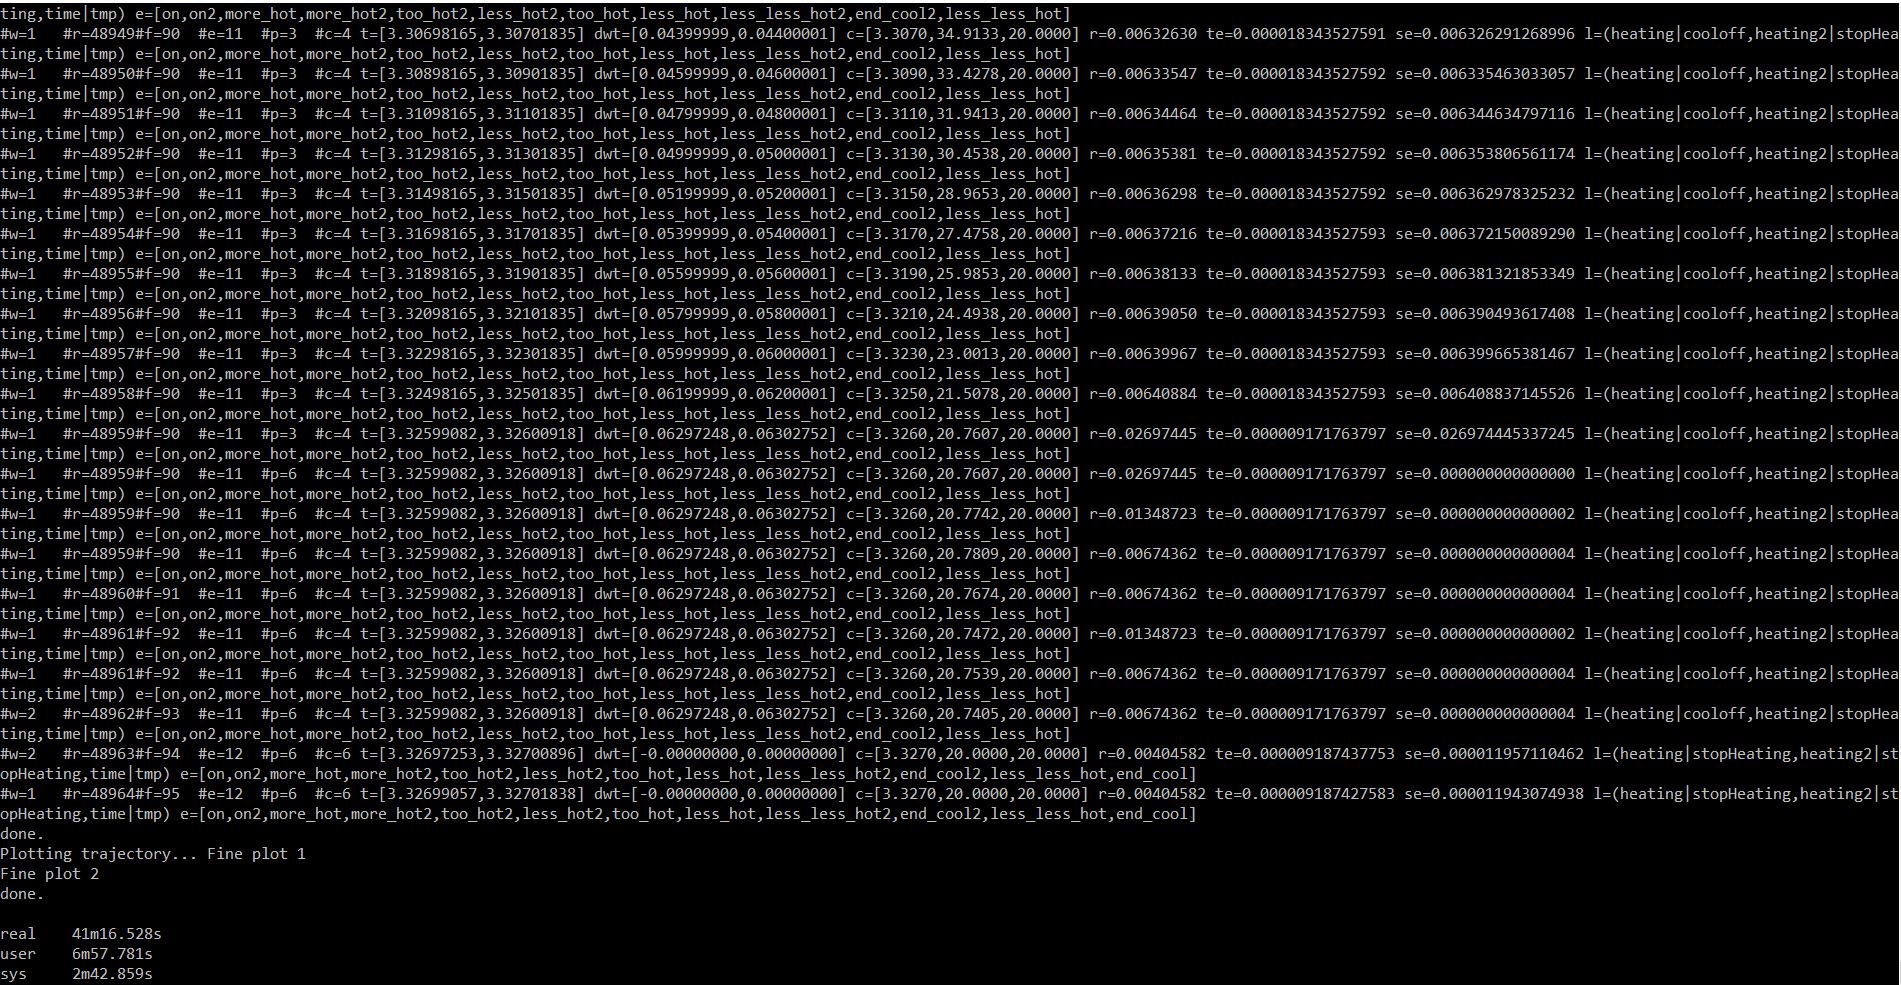 ting,time|tmp) e=[on,on2,more_hot,more_hot2,too_hot2,less_hot2,too_hot,less_hot,less_less_hot2,end_cool2,less_less_hot]
#w=1   #r=48949#f=90  #e=11  #p=3  #c=4 t=[3.30698165,3.30701835] dwt=[0.04399999,0.04400001] c=[3.3070,34.9133,20.0000] r=0.00632630 te=0.000018343527591 se=0.006326291268996 l=(heating|cooloff,heating2|stopHea
ting,time|tmp) e=[on,on2,more_hot,more_hot2,too_hot2,less_hot2,too_hot,less_hot,less_less_hot2,end_cool2,less_less_hot]
#w=1   #r=48950#f=90  #e=11  #p=3  #c=4 t=[3.30898165,3.30901835] dwt=[0.04599999,0.04600001] c=[3.3090,33.4278,20.0000] r=0.00633547 te=0.000018343527592 se=0.006335463033057 l=(heating|cooloff,heating2|stopHea
ting,time|tmp) e=[on,on2,more_hot,more_hot2,too_hot2,less_hot2,too_hot,less_hot,less_less_hot2,end_cool2,less_less_hot]
#w=1   #r=48951#f=90  #e=11  #p=3  #c=4 t=[3.31098165,3.31101835] dwt=[0.04799999,0.04800001] c=[3.3110,31.9413,20.0000] r=0.00634464 te=0.000018343527592 se=0.006344634797116 l=(heating|cooloff,heating2|stopHea
ting,time|tmp) e=[on,on2,more_hot,more_hot2,too_hot2,less_hot2,too_hot,less_hot,less_less_hot2,end_cool2,less_less_hot]
#w=1   #r=48952#f=90  #e=11  #p=3  #c=4 t=[3.31298165,3.31301835] dwt=[0.04999999,0.05000001] c=[3.3130,30.4538,20.0000] r=0.00635381 te=0.000018343527592 se=0.006353806561174 l=(heating|cooloff,heating2|stopHea
ting,time|tmp) e=[on,on2,more_hot,more_hot2,too_hot2,less_hot2,too_hot,less_hot,less_less_hot2,end_cool2,less_less_hot]
#w=1   #r=48953#f=90  #e=11  #p=3  #c=4 t=[3.31498165,3.31501835] dwt=[0.05199999,0.05200001] c=[3.3150,28.9653,20.0000] r=0.00636298 te=0.000018343527592 se=0.006362978325232 l=(heating|cooloff,heating2|stopHea
ting,time|tmp) e=[on,on2,more_hot,more_hot2,too_hot2,less_hot2,too_hot,less_hot,less_less_hot2,end_cool2,less_less_hot]
#w=1   #r=48954#f=90  #e=11  #p=3  #c=4 t=[3.31698165,3.31701835] dwt=[0.05399999,0.05400001] c=[3.3170,27.4758,20.0000] r=0.00637216 te=0.000018343527593 se=0.006372150089290 l=(heating|cooloff,heating2|stopHea
ting,time|tmp) e=[on,on2,more_hot,more_hot2,too_hot2,less_hot2,too_hot,less_hot,less_less_hot2,end_cool2,less_less_hot]
#w=1   #r=48955#f=90  #e=11  #p=3  #c=4 t=[3.31898165,3.31901835] dwt=[0.05599999,0.05600001] c=[3.3190,25.9853,20.0000] r=0.00638133 te=0.000018343527593 se=0.006381321853349 l=(heating|cooloff,heating2|stopHea
ting,time|tmp) e=[on,on2,more_hot,more_hot2,too_hot2,less_hot2,too_hot,less_hot,less_less_hot2,end_cool2,less_less_hot]
#w=1   #r=48956#f=90  #e=11  #p=3  #c=4 t=[3.32098165,3.32101835] dwt=[0.05799999,0.05800001] c=[3.3210,24.4938,20.0000] r=0.00639050 te=0.000018343527593 se=0.006390493617408 l=(heating|cooloff,heating2|stopHea
ting,time|tmp) e=[on,on2,more_hot,more_hot2,too_hot2,less_hot2,too_hot,less_hot,less_less_hot2,end_cool2,less_less_hot]
#w=1   #r=48957#f=90  #e=11  #p=3  #c=4 t=[3.32298165,3.32301835] dwt=[0.05999999,0.06000001] c=[3.3230,23.0013,20.0000] r=0.00639967 te=0.000018343527593 se=0.006399665381467 l=(heating|cooloff,heating2|stopHea
ting,time|tmp) e=[on,on2,more_hot,more_hot2,too_hot2,less_hot2,too_hot,less_hot,less_less_hot2,end_cool2,less_less_hot]
#w=1   #r=48958#f=90  #e=11  #p=3  #c=4 t=[3.32498165,3.32501835] dwt=[0.06199999,0.06200001] c=[3.3250,21.5078,20.0000] r=0.00640884 te=0.000018343527593 se=0.006408837145526 l=(heating|cooloff,heating2|stopHea
ting,time|tmp) e=[on,on2,more_hot,more_hot2,too_hot2,less_hot2,too_hot,less_hot,less_less_hot2,end_cool2,less_less_hot]
#w=1   #r=48959#f=90  #e=11  #p=3  #c=4 t=[3.32599082,3.32600918] dwt=[0.06297248,0.06302752] c=[3.3260,20.7607,20.0000] r=0.02697445 te=0.000009171763797 se=0.026974445337245 l=(heating|cooloff,heating2|stopHea
ting,time|tmp) e=[on,on2,more_hot,more_hot2,too_hot2,less_hot2,too_hot,less_hot,less_less_hot2,end_cool2,less_less_hot]
#w=1   #r=48959#f=90  #e=11  #p=6  #c=4 t=[3.32599082,3.32600918] dwt=[0.06297248,0.06302752] c=[3.3260,20.7607,20.0000] r=0.02697445 te=0.000009171763797 se=0.000000000000000 l=(heating|cooloff,heating2|stopHea
ting,time|tmp) e=[on,on2,more_hot,more_hot2,too_hot2,less_hot2,too_hot,less_hot,less_less_hot2,end_cool2,less_less_hot]
#w=1   #r=48959#f=90  #e=11  #p=6  #c=4 t=[3.32599082,3.32600918] dwt=[0.06297248,0.06302752] c=[3.3260,20.7742,20.0000] r=0.01348723 te=0.000009171763797 se=0.000000000000002 l=(heating|cooloff,heating2|stopHea
ting,time|tmp) e=[on,on2,more_hot,more_hot2,too_hot2,less_hot2,too_hot,less_hot,less_less_hot2,end_cool2,less_less_hot]
#w=1   #r=48959#f=90  #e=11  #p=6  #c=4 t=[3.32599082,3.32600918] dwt=[0.06297248,0.06302752] c=[3.3260,20.7809,20.0000] r=0.00674362 te=0.000009171763797 se=0.000000000000004 l=(heating|cooloff,heating2|stopHea
ting,time|tmp) e=[on,on2,more_hot,more_hot2,too_hot2,less_hot2,too_hot,less_hot,less_less_hot2,end_cool2,less_less_hot]
#w=1   #r=48960#f=91  #e=11  #p=6  #c=4 t=[3.32599082,3.32600918] dwt=[0.06297248,0.06302752] c=[3.3260,20.7674,20.0000] r=0.00674362 te=0.000009171763797 se=0.000000000000004 l=(heating|cooloff,heating2|stopHea
ting,time|tmp) e=[on,on2,more_hot,more_hot2,too_hot2,less_hot2,too_hot,less_hot,less_less_hot2,end_cool2,less_less_hot]
#w=1   #r=48961#f=92  #e=11  #p=6  #c=4 t=[3.32599082,3.32600918] dwt=[0.06297248,0.06302752] c=[3.3260,20.7472,20.0000] r=0.01348723 te=0.000009171763797 se=0.000000000000002 l=(heating|cooloff,heating2|stopHea
ting,time|tmp) e=[on,on2,more_hot,more_hot2,too_hot2,less_hot2,too_hot,less_hot,less_less_hot2,end_cool2,less_less_hot]
#w=1   #r=48961#f=92  #e=11  #p=6  #c=4 t=[3.32599082,3.32600918] dwt=[0.06297248,0.06302752] c=[3.3260,20.7539,20.0000] r=0.00674362 te=0.000009171763797 se=0.000000000000004 l=(heating|cooloff,heating2|stopHea
ting,time|tmp) e=[on,on2,more_hot,more_hot2,too_hot2,less_hot2,too_hot,less_hot,less_less_hot2,end_cool2,less_less_hot]
#w=2   #r=48962#f=93  #e=11  #p=6  #c=4 t=[3.32599082,3.32600918] dwt=[0.06297248,0.06302752] c=[3.3260,20.7405,20.0000] r=0.00674362 te=0.000009171763797 se=0.000000000000004 l=(heating|cooloff,heating2|stopHea
ting,time|tmp) e=[on,on2,more_hot,more_hot2,too_hot2,less_hot2,too_hot,less_hot,less_less_hot2,end_cool2,less_less_hot]
#w=2   #r=48963#f=94  #e=12  #p=6  #c=6 t=[3.32697253,3.32700896] dwt=[-0.00000000,0.00000000] c=[3.3270,20.0000,20.0000] r=0.00404582 te=0.000009187437753 se=0.000011957110462 l=(heating|stopHeating,heating2|st
opHeating,time|tmp) e=[on,on2,more_hot,more_hot2,too_hot2,less_hot2,too_hot,less_hot,less_less_hot2,end_cool2,less_less_hot,end_cool]
#w=1   #r=48964#f=95  #e=12  #p=6  #c=6 t=[3.32699057,3.32701838] dwt=[-0.00000000,0.00000000] c=[3.3270,20.0000,20.0000] r=0.00404582 te=0.000009187427583 se=0.000011943074938 l=(heating|stopHeating,heating2|st
opHeating,time|tmp) e=[on,on2,more_hot,more_hot2,too_hot2,less_hot2,too_hot,less_hot,less_less_hot2,end_cool2,less_less_hot,end_cool]
done.
Plotting trajectory... Fine plot 1
Fine plot 2
done.
real    41m16.528s
user    6m57.781s
sys     2m42.859s